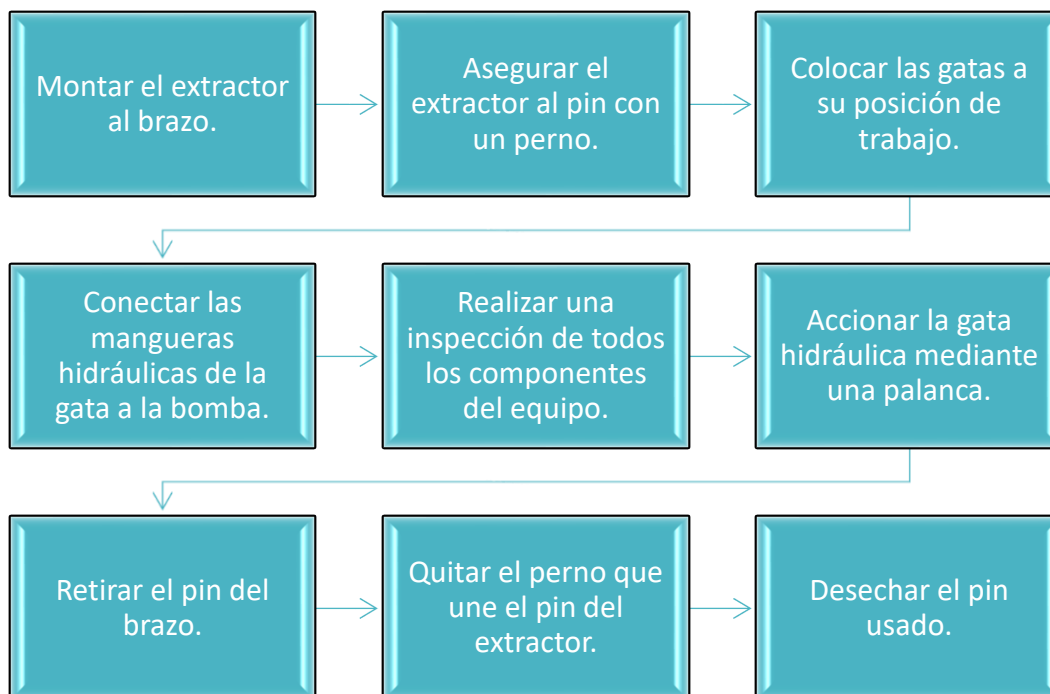 Montar el extractor
al brazo.
Asegurar el
extractor al pin con
un perno.
Colocar las gatas a
su posición de
trabajo.
Conectar las
mangueras
hidráulicas de la
gata a la bomba.
Realizar una
inspección de todos
los componentes
del equipo.
Accionar la gata
hidráulica mediante
una palanca.
Retirar el pin del
brazo.
Quitar el perno que
une el pin del
extractor.
Desechar el pin
usado.